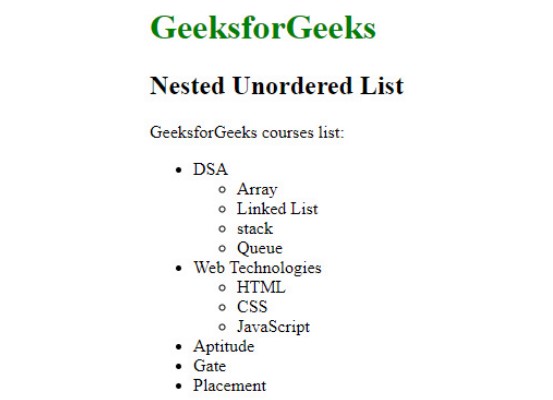 GeeksforGeeks
Nested Unordered List
GeeksforGeeks courses list:
• DSA
◦ Array
◦ Linked List
◦ stack
◦ Queue
• Web Technologies
◦ HTML
◦ CSS
◦ JavaScript
• Aptitude
• Gate
• Placement